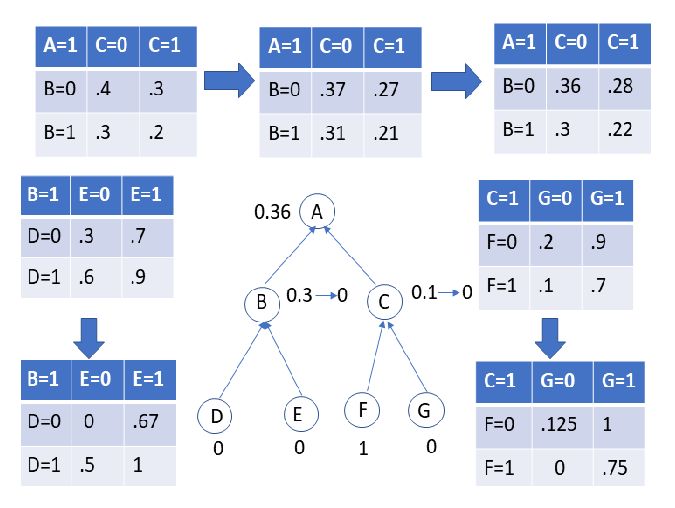 A=1 C=0 C=1
B=0 .4 .3
B=1 .3 .2
A=1 C=0 C=1
B=0 .37 .27
B=1 .31 .21
A=1 C=0 C=1
B=0 .36 .28
B=1 .3 .22
B=1 E=0 E=1
D=0 .3 .7
D=1 .6 .9
0.36 A
B 0.3 0
C 0.1 0
C=1 G=0 G=1
F=0 .2 .9
F=1 .1 .7
B=1 E=0 E=1
D=0 0 .67
D=1 .5 1
D E F G
0 0 1 0
C=1 G=0 G=1
F=0 .125 1
F=1 0 .75